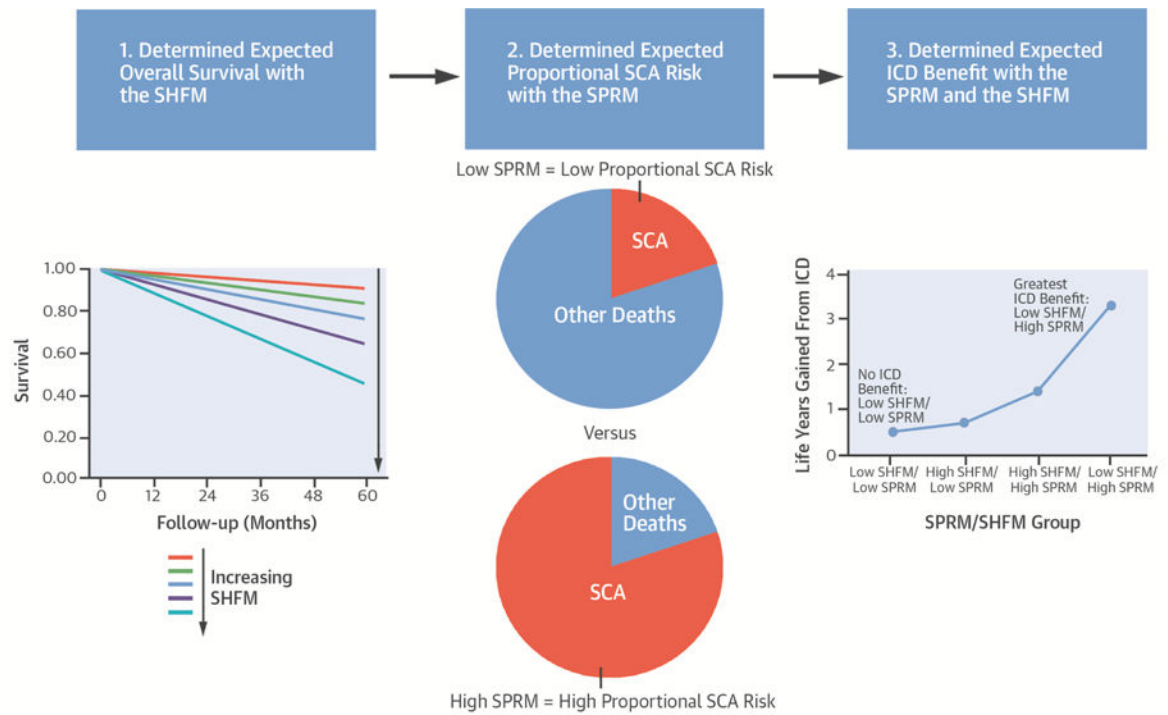 1. Determined Expected
Overall Survival with
the SHFM
2. Determined Expected
Proportional SCA Risk
with the SPRM
3. Determined Expected
ICD Benefit with the
SPRM and the SHFM
Low SPRM = Low Proportional SCA Risk
SCA
Other Deaths
Versus
Other
Deaths
SCA
High SPRM = High Proportional SCA Risk
Survival
1.00
0.80
0.60
0.40
0.20
0.00
0 12 24 36 48 60
Follow-up (Months)
Increasing
SHFM
Life Years Gained From ICD
4
3
2
1
0
No ICD
Benefit:
Low SHFM/
Low SPRM
Greatest
ICD Benefit:
Low SHFM/
High SPRM
Low SHFM/ High SHFM/ High SHFM/ Low SHFM/
Low SPRM Low SPRM High SPRM High SPRM
SPRM/SHFM Group